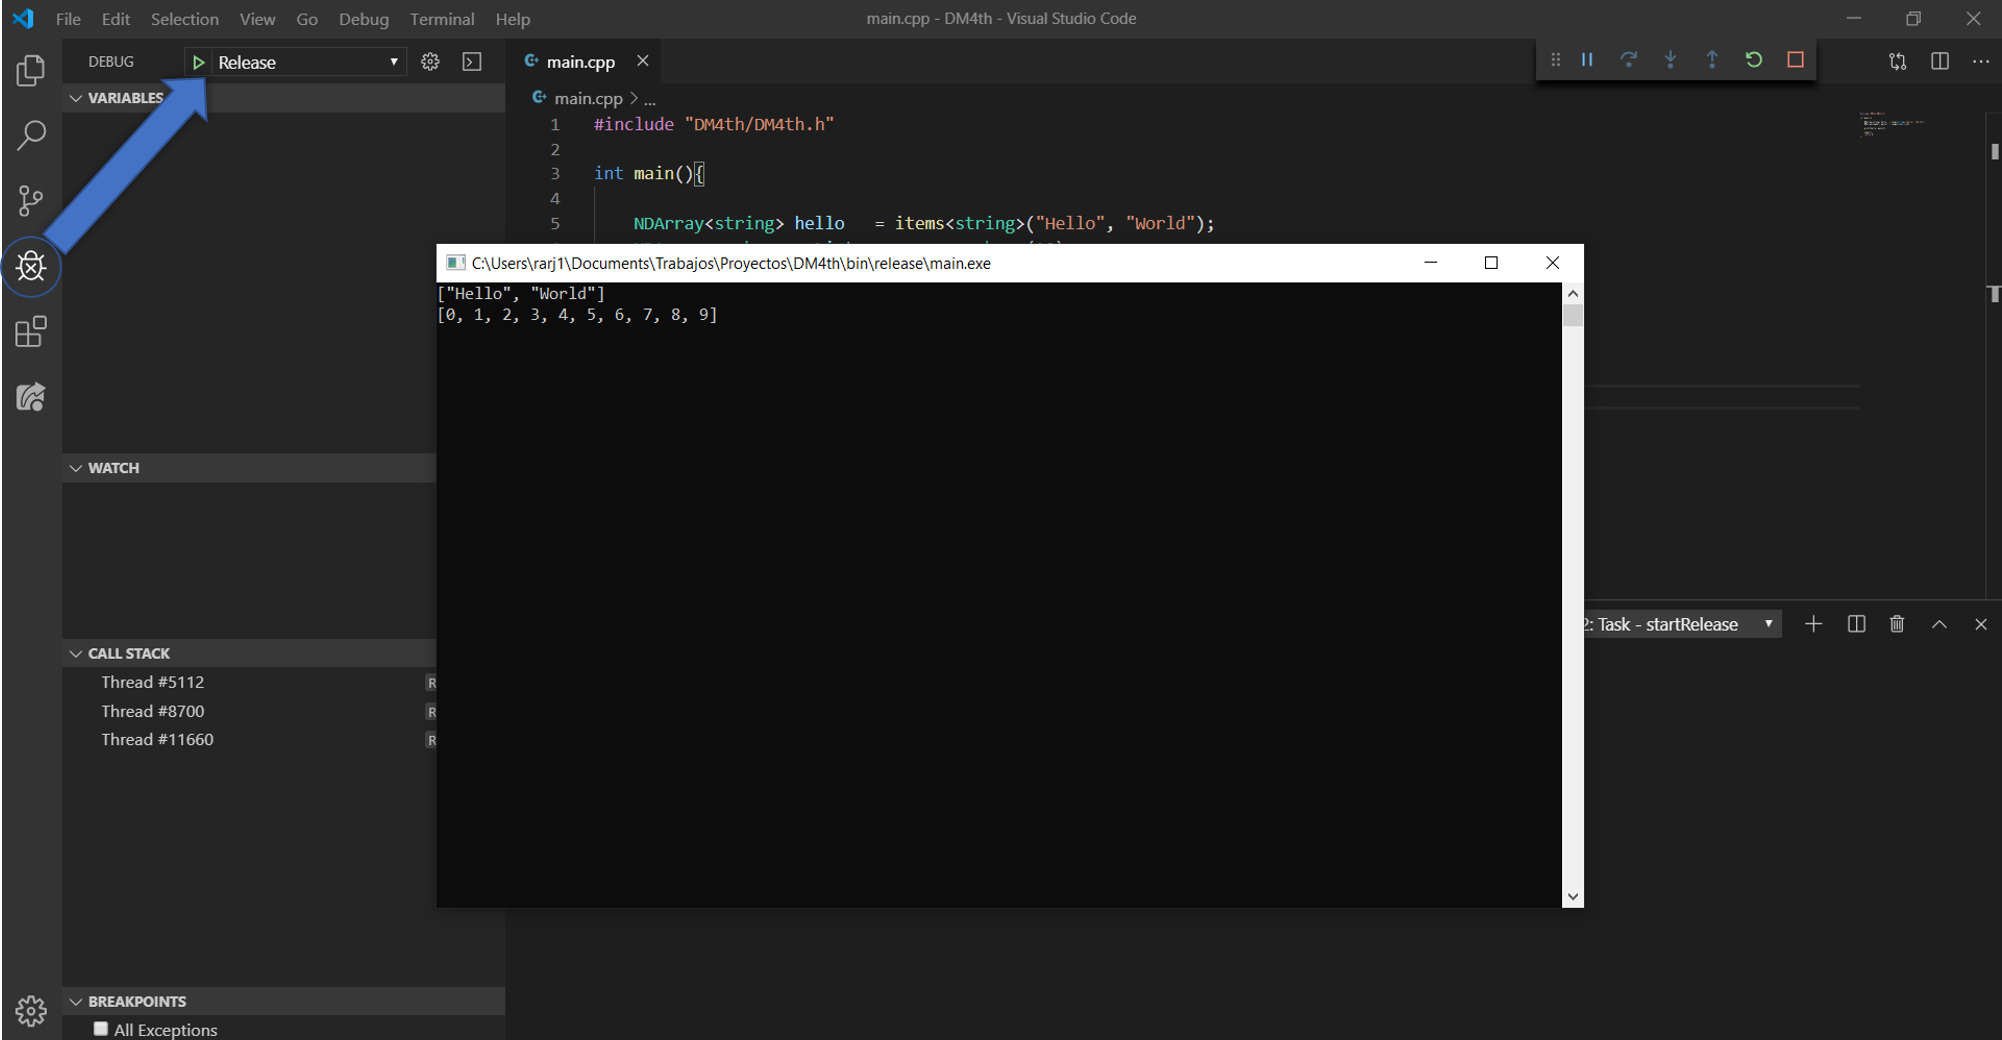 File Edit Selection View Go Debug Terminal Help
main.cpp - DM4th - Visual Studio Code
DEBUG
Release
main.cpp
VARIABLES
main.cpp > ...
1 #include "DM4th/DM4th.h"
2
3 int main(){
4
5 NDArray<string> hello = items<string>("Hello", "World");
C:\Users\rarj1\Documents\Trabajos\Proyectos\DM4th\bin\release\main.exe
["Hello", "World"]
[0, 1, 2, 3, 4, 5, 6, 7, 8, 9]
WATCH
2: Task - startRelease
CALL STACK
Thread #5112 R
Thread #8700 R
Thread #11660 R
BREAKPOINTS
All Exceptions